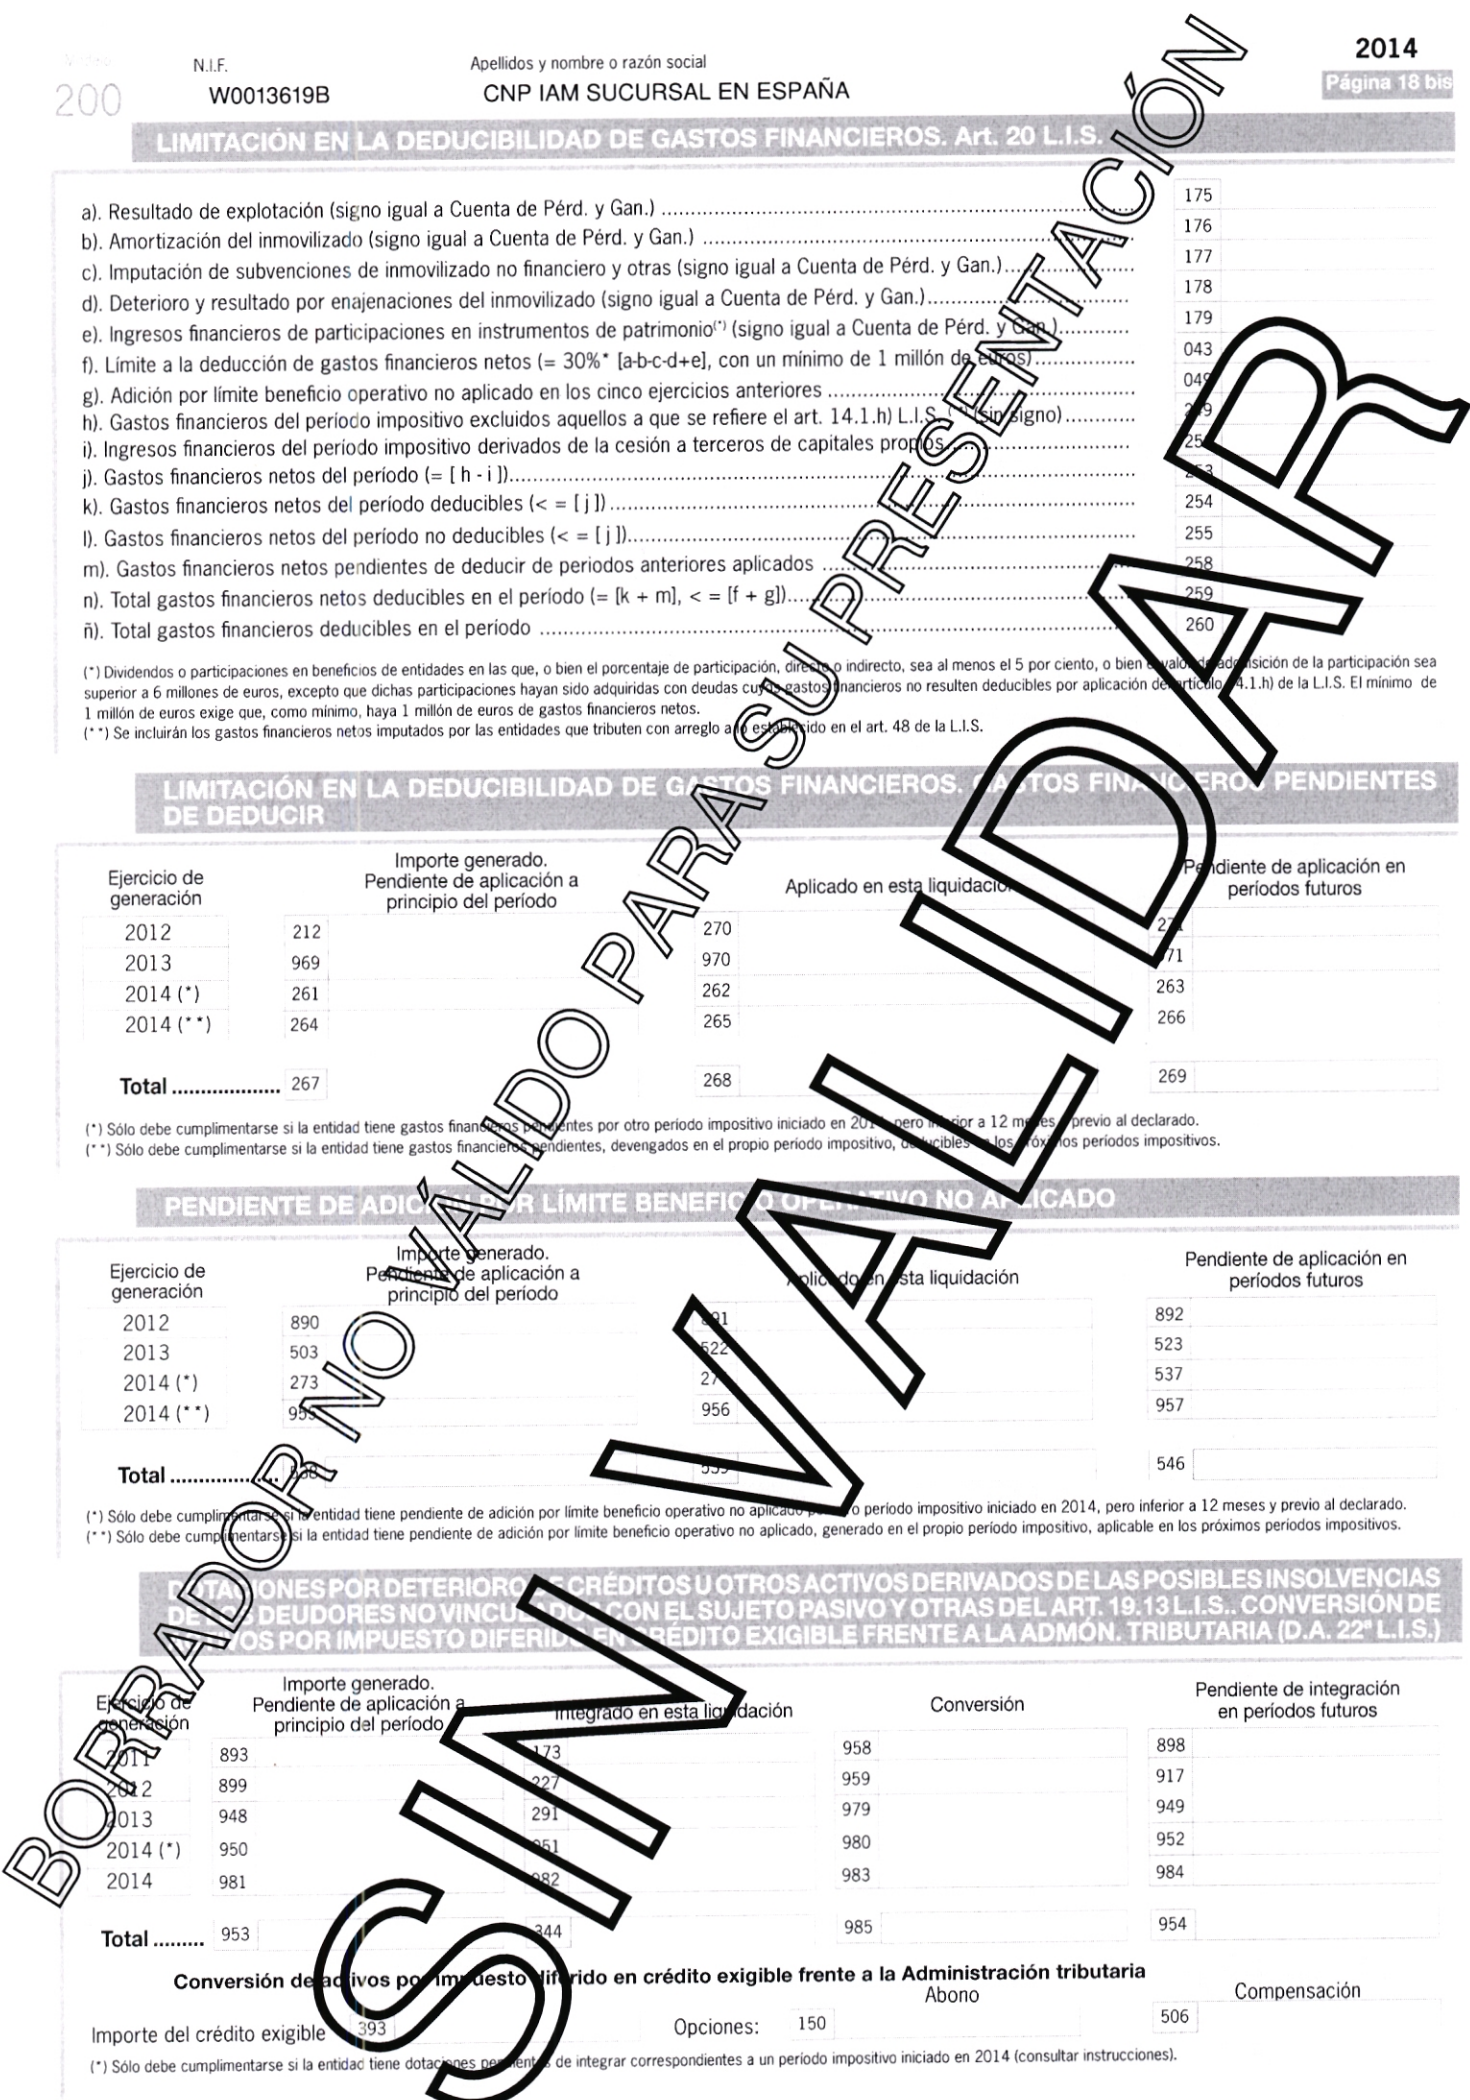 2014
N.I.F.
Apellidos y nombre o razón social
200
W0013619B
CNP IAM SUCURSAL EN ESPAÑA
Página 18 bis
LIMITACIÓN EN LA DEDUCIBILIDAD DE GASTOS FINANCIEROS. Art. 20 L.I.S.
a). Resultado de explotación (signo igual a Cuenta de Pérd. y Gan.) 175
b). Amortización del inmovilizado (signo igual a Cuenta de Pérd. y Gan.) 176
c). Imputación de subvenciones de inmovilizado no financiero y otras (signo igual a Cuenta de Pérd. y Gan.) 177
d). Deterioro y resultado por enajenaciones del inmovilizado (signo igual a Cuenta de Pérd. y Gan.) 178
e). Ingresos financieros de participaciones en instrumentos de patrimonio(*) (signo igual a Cuenta de Pérd. y Gan.) 179
f). Límite a la deducción de gastos financieros netos (= 30%* [a-b-c-d+e], con un mínimo de 1 millón de euros) 043
g). Adición por límite beneficio operativo no aplicado en los cinco ejercicios anteriores
h). Gastos financieros del período impositivo excluidos aquellos a que se refiere el art. 14.1.h) L.I.S. (sin signo)
i). Ingresos financieros del período impositivo derivados de la cesión a terceros de capitales propios
j). Gastos financieros netos del período (= [ h - i ])
k). Gastos financieros netos del período deducibles (< = [ j ]) 254
l). Gastos financieros netos del período no deducibles (< = [ j ]) 255
m). Gastos financieros netos pendientes de deducir de periodos anteriores aplicados 258
n). Total gastos financieros netos deducibles en el período (= [k + m], < = [f + g]) 259
ñ). Total gastos financieros deducibles en el período 260
(*) Dividendos o participaciones en beneficios de entidades en las que, o bien el porcentaje de participación, directo o indirecto, sea al menos el 5 por ciento, o bien el valor de adquisición de la participación sea
superior a 6 millones de euros, excepto que dichas participaciones hayan sido adquiridas con deudas cuyos gastos financieros no resulten deducibles por aplicación del artículo 14.1.h) de la L.I.S. El mínimo de
1 millón de euros exige que, como mínimo, haya 1 millón de euros de gastos financieros netos.
(**) Se incluirán los gastos financieros netos imputados por las entidades que tributen con arreglo a lo establecido en el art. 48 de la L.I.S.
LIMITACIÓN EN LA DEDUCIBILIDAD DE GASTOS FINANCIEROS. GASTOS FINANCIEROS PENDIENTES
DE DEDUCIR
Ejercicio de
generación
Importe generado.
Pendiente de aplicación a
principio del período
Aplicado en esta liquidación
Pendiente de aplicación en
períodos futuros
2012 212 270
2013 969 970
2014 (*) 261 262 263
2014 (**) 264 265 266
Total 267 268 269
(*) Sólo debe cumplimentarse si la entidad tiene gastos financieros pendientes por otro período impositivo iniciado en 2014, pero inferior a 12 meses y previo al declarado.
(**) Sólo debe cumplimentarse si la entidad tiene gastos financieros pendientes, devengados en el propio período impositivo, deducibles en los próximos períodos impositivos.
PENDIENTE DE ADICIÓN POR LÍMITE BENEFICIO OPERATIVO NO APLICADO
Ejercicio de
generación
Importe generado.
Pendiente de aplicación a
principio del período
Aplicado en esta liquidación
Pendiente de aplicación en
períodos futuros
2012 890 892
2013 503 522 523
2014 (*) 273 537
2014 (**) 956 957
Total 546
(*) Sólo debe cumplimentarse si la entidad tiene pendiente de adición por límite beneficio operativo no aplicado período impositivo iniciado en 2014, pero inferior a 12 meses y previo al declarado.
(**) Sólo debe cumplimentarse si la entidad tiene pendiente de adición por límite beneficio operativo no aplicado, generado en el propio período impositivo, aplicable en los próximos períodos impositivos.
DOTACIONES POR DETERIORO DE CRÉDITOS U OTROS ACTIVOS DERIVADOS DE LAS POSIBLES INSOLVENCIAS
DE LOS DEUDORES NO VINCULADOS CON EL SUJETO PASIVO Y OTRAS DEL ART. 19.13 L.I.S.. CONVERSIÓN DE
ACTIVOS POR IMPUESTO DIFERIDO EN CRÉDITO EXIGIBLE FRENTE A LA ADMÓN. TRIBUTARIA (D.A. 22ª L.I.S.)
Ejercicio de
generación
Importe generado.
Pendiente de aplicación a
principio del período
Integrado en esta liquidación
Conversión
Pendiente de integración
en períodos futuros
2011 893 173 958 898
2012 899 227 959 917
2013 948 291 979 949
2014 (*) 950 980 952
2014 981 983 984
Total 953 344 985 954
Conversión de activos por impuesto diferido en crédito exigible frente a la Administración tributaria
Abono
Compensación
Importe del crédito exigible 393 Opciones: 150 506
(*) Sólo debe cumplimentarse si la entidad tiene dotaciones pendientes de integrar correspondientes a un período impositivo iniciado en 2014 (consultar instrucciones).
BORRADOR NO VÁLIDO PARA SU PRESENTACIÓN
SIN VALIDAR